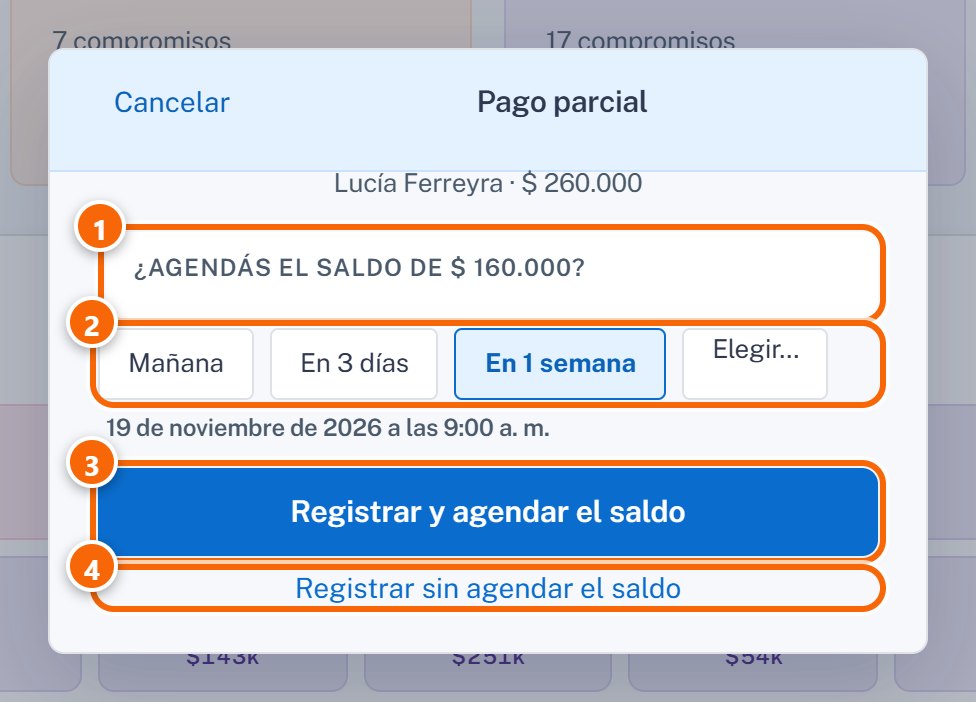 7 compromisos
17 compromisos
Cancelar
Pago parcial
Lucía Ferreyra · $ 260.000
1
¿AGENDÁS EL SALDO DE $ 160.000?
2
Mañana
En 3 días
En 1 semana
Elegir...
19 de noviembre de 2026 a las 9:00 a. m.
3
Registrar y agendar el saldo
4
Registrar sin agendar el saldo
$143k
$251k
$54k